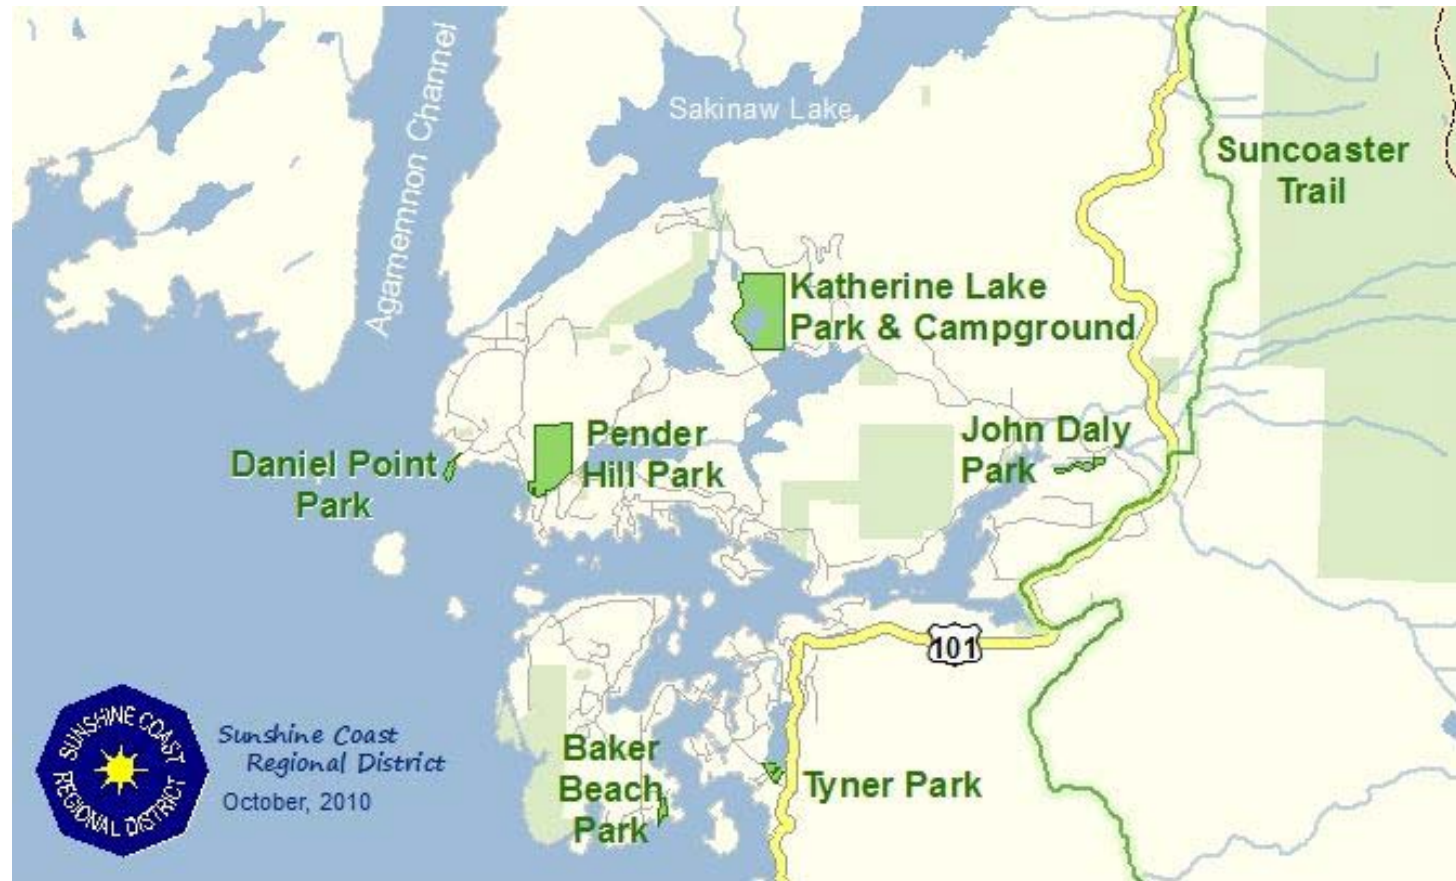 Agamemnon Channel
Sakinaw Lake
Suncoaster
Trail
Katherine Lake
Park & Campground
Pender
Hill Park
John Daly
Park
Daniel Point
Park
101
Baker
Beach
Park
Tyner Park
SUNSHINE COAST
REGIONAL DISTRICT
Sunshine Coast
Regional District
October, 2010